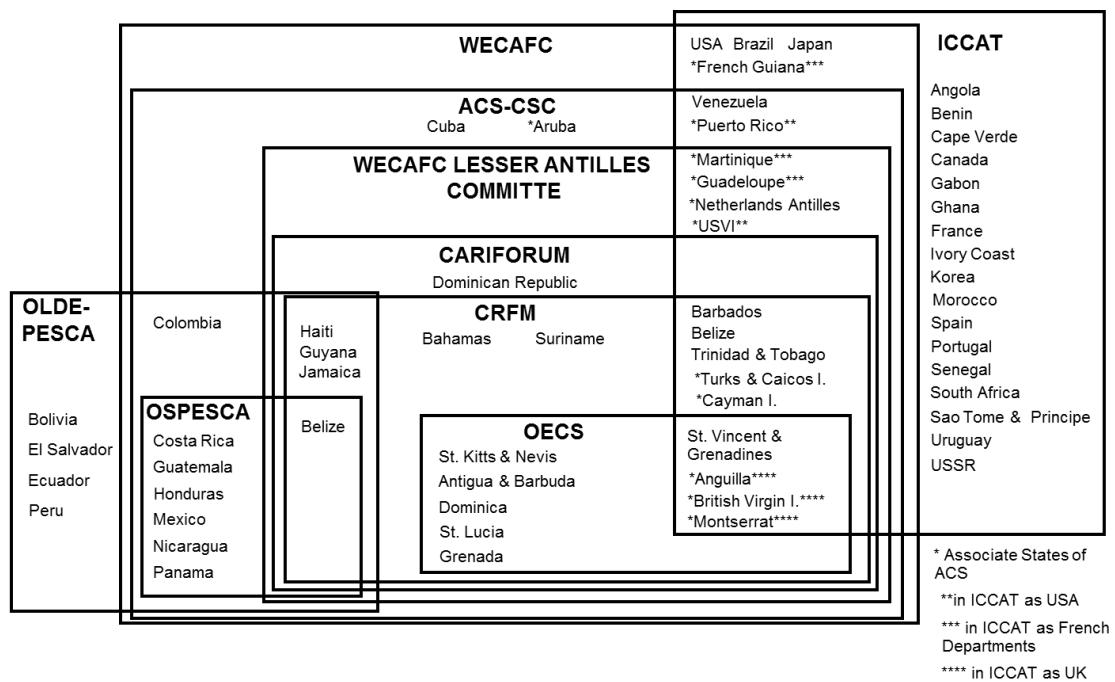 WECAFC
USA Brazil Japan
*French Guiana***
ICCAT
Angola
Benin
Cape Verde
Canada
Gabon
Ghana
France
Ivory Coast
Korea
Morocco
Spain
Portugal
Senegal
South Africa
Sao Tome & Principe
Uruguay
USSR
ACS-CSC
Cuba *Aruba
Venezuela
*Puerto Rico**
WECAFC LESSER ANTILLES
COMMITTE
*Martinique***
*Guadeloupe***
*Netherlands Antilles
*USVI**
CARIFORUM
Dominican Republic
OLDE-
PESCA
Bolivia
El Salvador
Ecuador
Peru
Colombia
Haiti
Guyana
Jamaica
CRFM
Bahamas Suriname
Barbados
Belize
Trinidad & Tobago
*Turks & Caicos I.
*Cayman I.
OSPESCA
Costa Rica
Guatemala
Honduras
Mexico
Nicaragua
Panama
Belize
OECS
St. Kitts & Nevis
Antigua & Barbuda
Dominica
St. Lucia
Grenada
St. Vincent &
Grenadines
*Anguilla****
*British Virgin I.****
*Montserrat****
* Associate States of
ACS
**in ICCAT as USA
*** in ICCAT as French
Departments
**** in ICCAT as UK